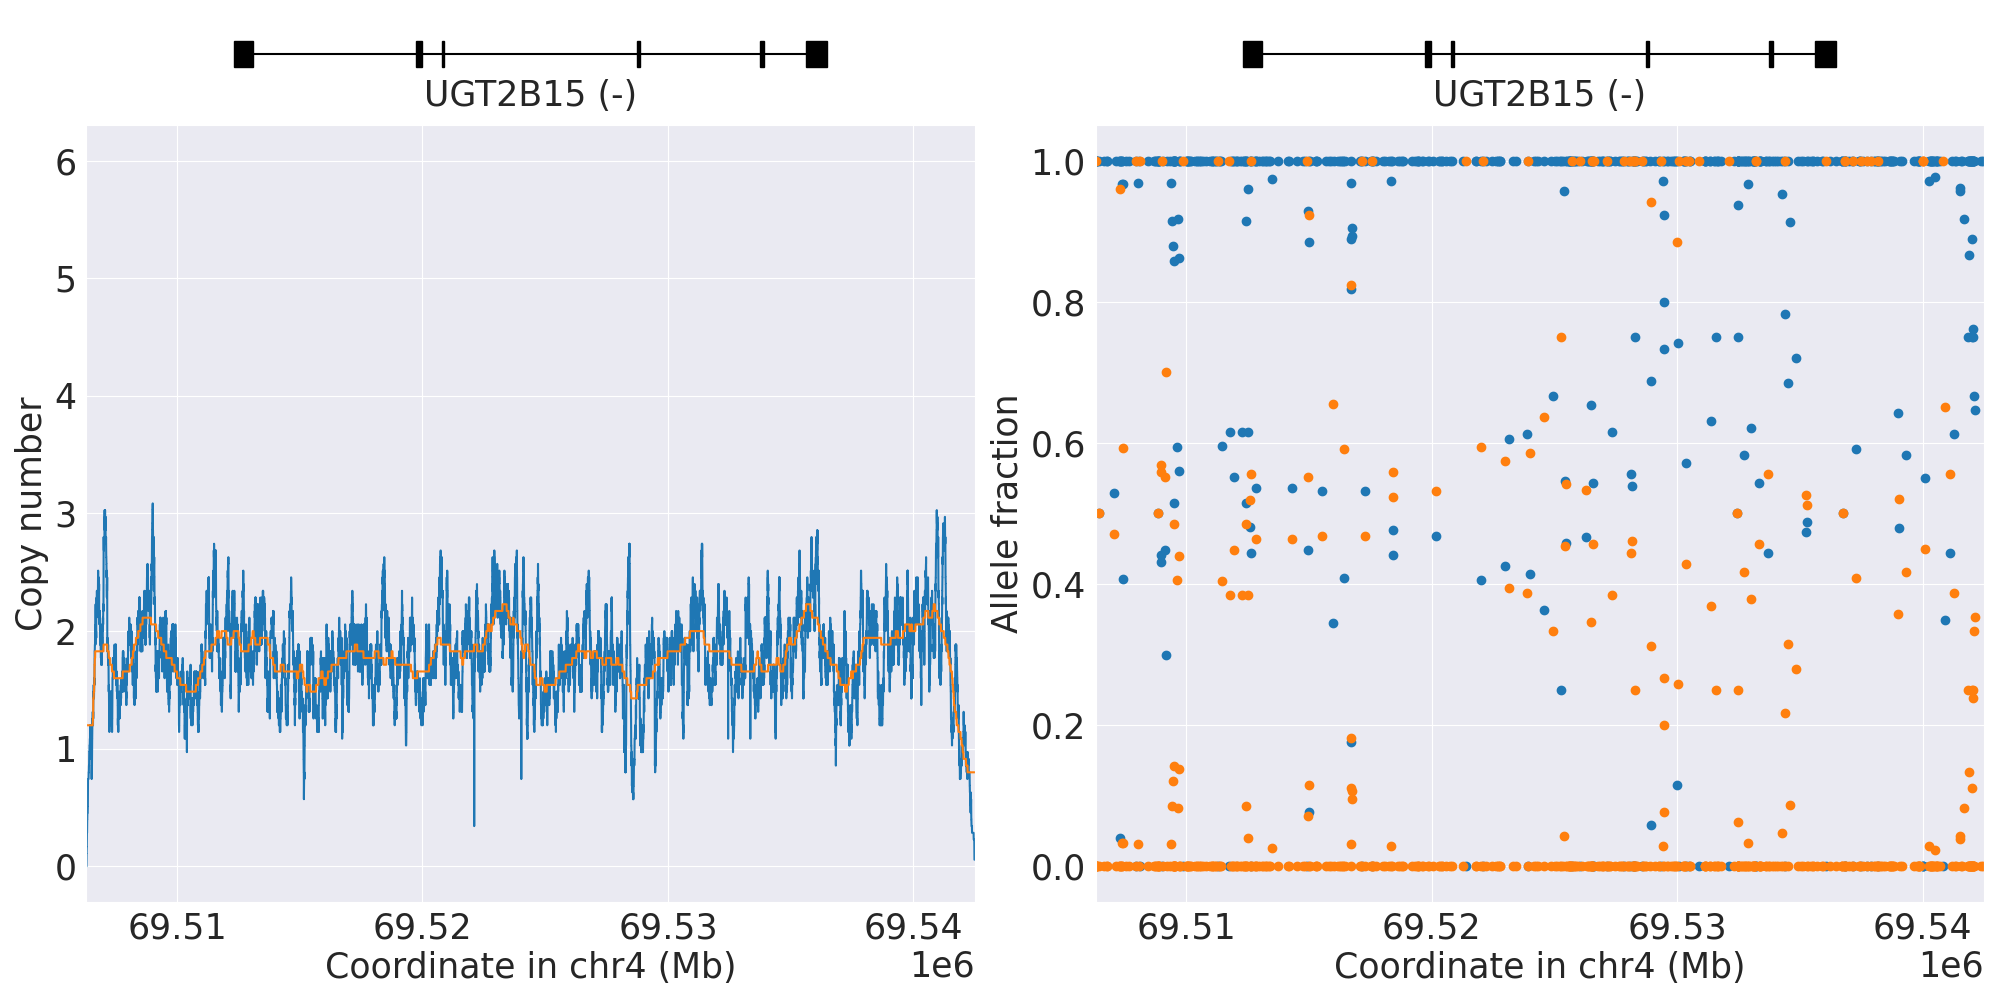 UGT2B15 (-)
6
5
4
3
2
1
0
Copy number
69.51 69.52 69.53 69.54
Coordinate in chr4 (Mb)
1e6
UGT2B15 (-)
1.0
0.8
0.6
0.4
0.2
0.0
Allele fraction
69.51 69.52 69.53 69.54
Coordinate in chr4 (Mb)
1e6